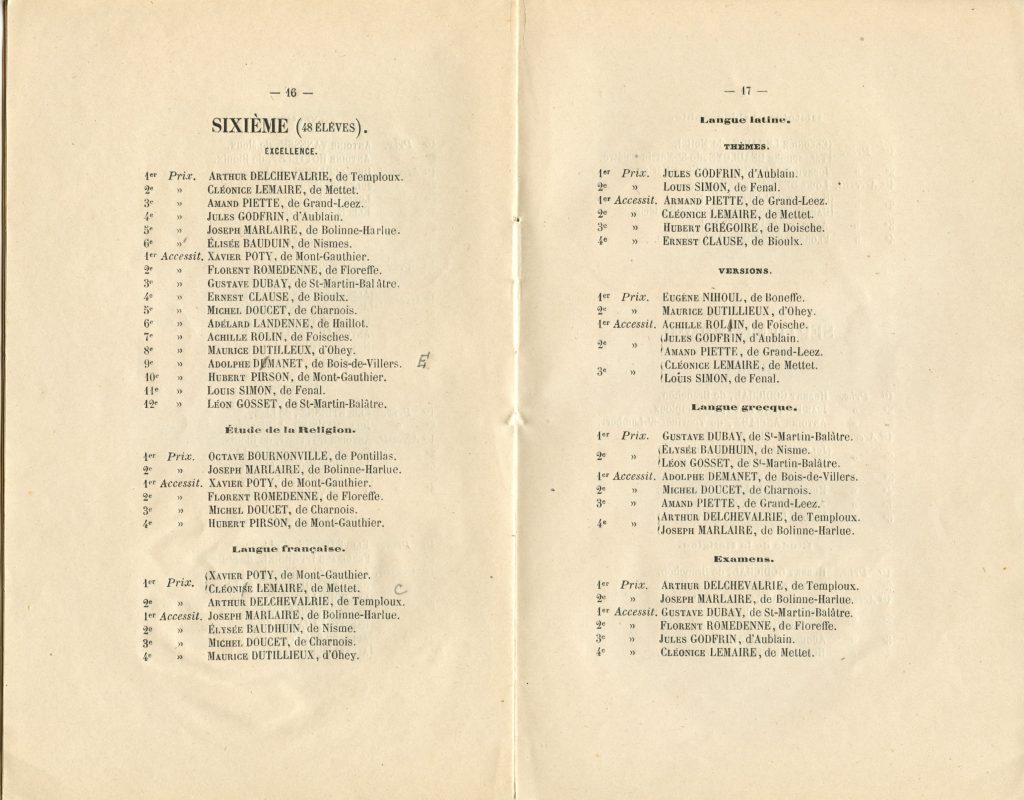 — 16 —
SIXIÈME (48 ÉLÈVES).
EXCELLENCE.
1er Prix. ARTHUR DELCHEVALRIE, de Temploux.
2e » CLÉONICE LEMAIRE, de Mettet.
3e » AMAND PIETTE, de Grand-Leez.
4e » JULES GODFRIN, d'Aublain.
5e » JOSEPH MARLAIRE, de Bolinne-Harlue.
6e » ÉLISÉE BAUDUIN, de Nismes.
1er Accessit. XAVIER POTY, de Mont-Gauthier.
2e » FLORENT ROMEDENNE, de Floreffe.
3e » GUSTAVE DUBAY, de St-Martin-Balâtre.
4e » ERNEST CLAUSE, de Bioulx.
5e » MICHEL DOUCET, de Charnois.
6e » ADÉLARD LANDENNE, de Haillot.
7e » ACHILLE ROLIN, de Foisches.
8e » MAURICE DUTILLEUX, d'Ohey.
9e » ADOLPHE DEMANET, de Bois-de-Villers. E
10e » HUBERT PIRSON, de Mont-Gauthier.
11e » LOUIS SIMON, de Fenal.
12e » LÉON GOSSET, de St-Martin-Balâtre.
Étude de la Religion.
1er Prix. OCTAVE BOURNONVILLE, de Pontillas.
2e » JOSEPH MARLAIRE, de Bolinne-Harlue.
1er Accessit. XAVIER POTY, de Mont-Gauthier.
2e » FLORENT ROMEDENNE, de Floreffe.
3e » MICHEL DOUCET, de Charnois.
4e » HUBERT PIRSON, de Mont-Gauthier.
Langue française.
1er Prix. XAVIER POTY, de Mont-Gauthier.
CLÉONISE LEMAIRE, de Mettet. C
2e » ARTHUR DELCHEVALRIE, de Temploux.
1er Accessit. JOSEPH MARLAIRE, de Bolinne-Harlue.
2e » ÉLYSÉE BAUDHUIN, de Nisme.
3e » MICHEL DOUCET, de Charnois.
4e » MAURICE DUTILLIEUX, d'Ohey.
— 17 —
Langue latine.
THÈMES.
1er Prix. JULES GODFRIN, d'Aublain.
2e » LOUIS SIMON, de Fenal.
1er Accessit. ARMAND PIETTE, de Grand-Leez.
2e » CLÉONICE LEMAIRE, de Mettet.
3e » HUBERT GRÉGOIRE, de Doische.
4e » ERNEST CLAUSE, de Bioulx.
VERSIONS.
1er Prix. EUGÈNE NIHOUL, de Boneffe.
2e » MAURICE DUTILLIEUX, d'Ohey.
1er Accessit. ACHILLE ROLAIN, de Foische.
2e » JULES GODFRIN, d'Aublain.
AMAND PIETTE, de Grand-Leez.
3e » CLÉONICE LEMAIRE, de Mettet.
LOUIS SIMON, de Fenal.
Langue grecque.
1er Prix. GUSTAVE DUBAY, de St-Martin-Balâtre.
2e » ÉLYSÉE BAUDHUIN, de Nisme.
LÉON GOSSET, de St-Martin-Balâtre.
1er Accessit. ADOLPHE DEMANET, de Bois-de-Villers.
2e » MICHEL DOUCET, de Charnois.
3e » AMAND PIETTE, de Grand-Leez.
4e » ARTHUR DELCHEVALRIE, de Temploux.
JOSEPH MARLAIRE, de Bolinne-Harlue.
Examens.
1er Prix. ARTHUR DELCHEVALRIE, de Temploux.
2e » JOSEPH MARLAIRE, de Bolinne-Harlue.
1er Accessit. GUSTAVE DUBAY, de St-Martin-Balâtre.
2e » FLORENT ROMEDENNE, de Floreffe.
3e » JULES GODFRIN, d'Aublain.
4e » CLÉONICE LEMAIRE, de Mettet.